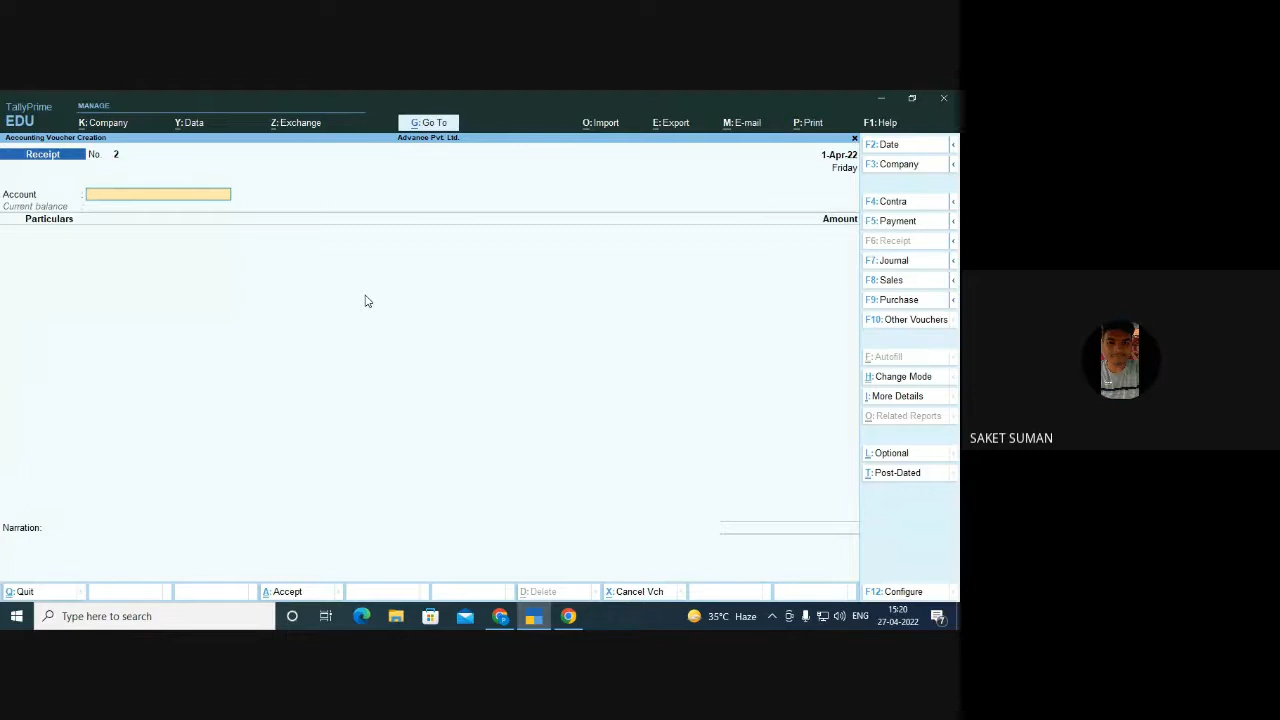 TallyPrime MANAGE
EDU K: Company Y: Data Z: Exchange G: Go To O: Import E: Export M: E-mail P: Print F1: Help
Accounting Voucher Creation Advance Pvt. Ltd. x
Receipt No. 2 1-Apr-22
Friday
Account :
Current balance :
Particulars Amount
Narration:
F2: Date
F3: Company
F4: Contra
F5: Payment
F6: Receipt
F7: Journal
F8: Sales
F9: Purchase
F10: Other Vouchers
F: Autofill
H: Change Mode
I: More Details
O: Related Reports
L: Optional
T: Post-Dated
Q: Quit A: Accept D: Delete X: Cancel Vch F12: Configure
Type here to search 35°C Haze ENG 15:20
27-04-2022
7
SAKET SUMAN